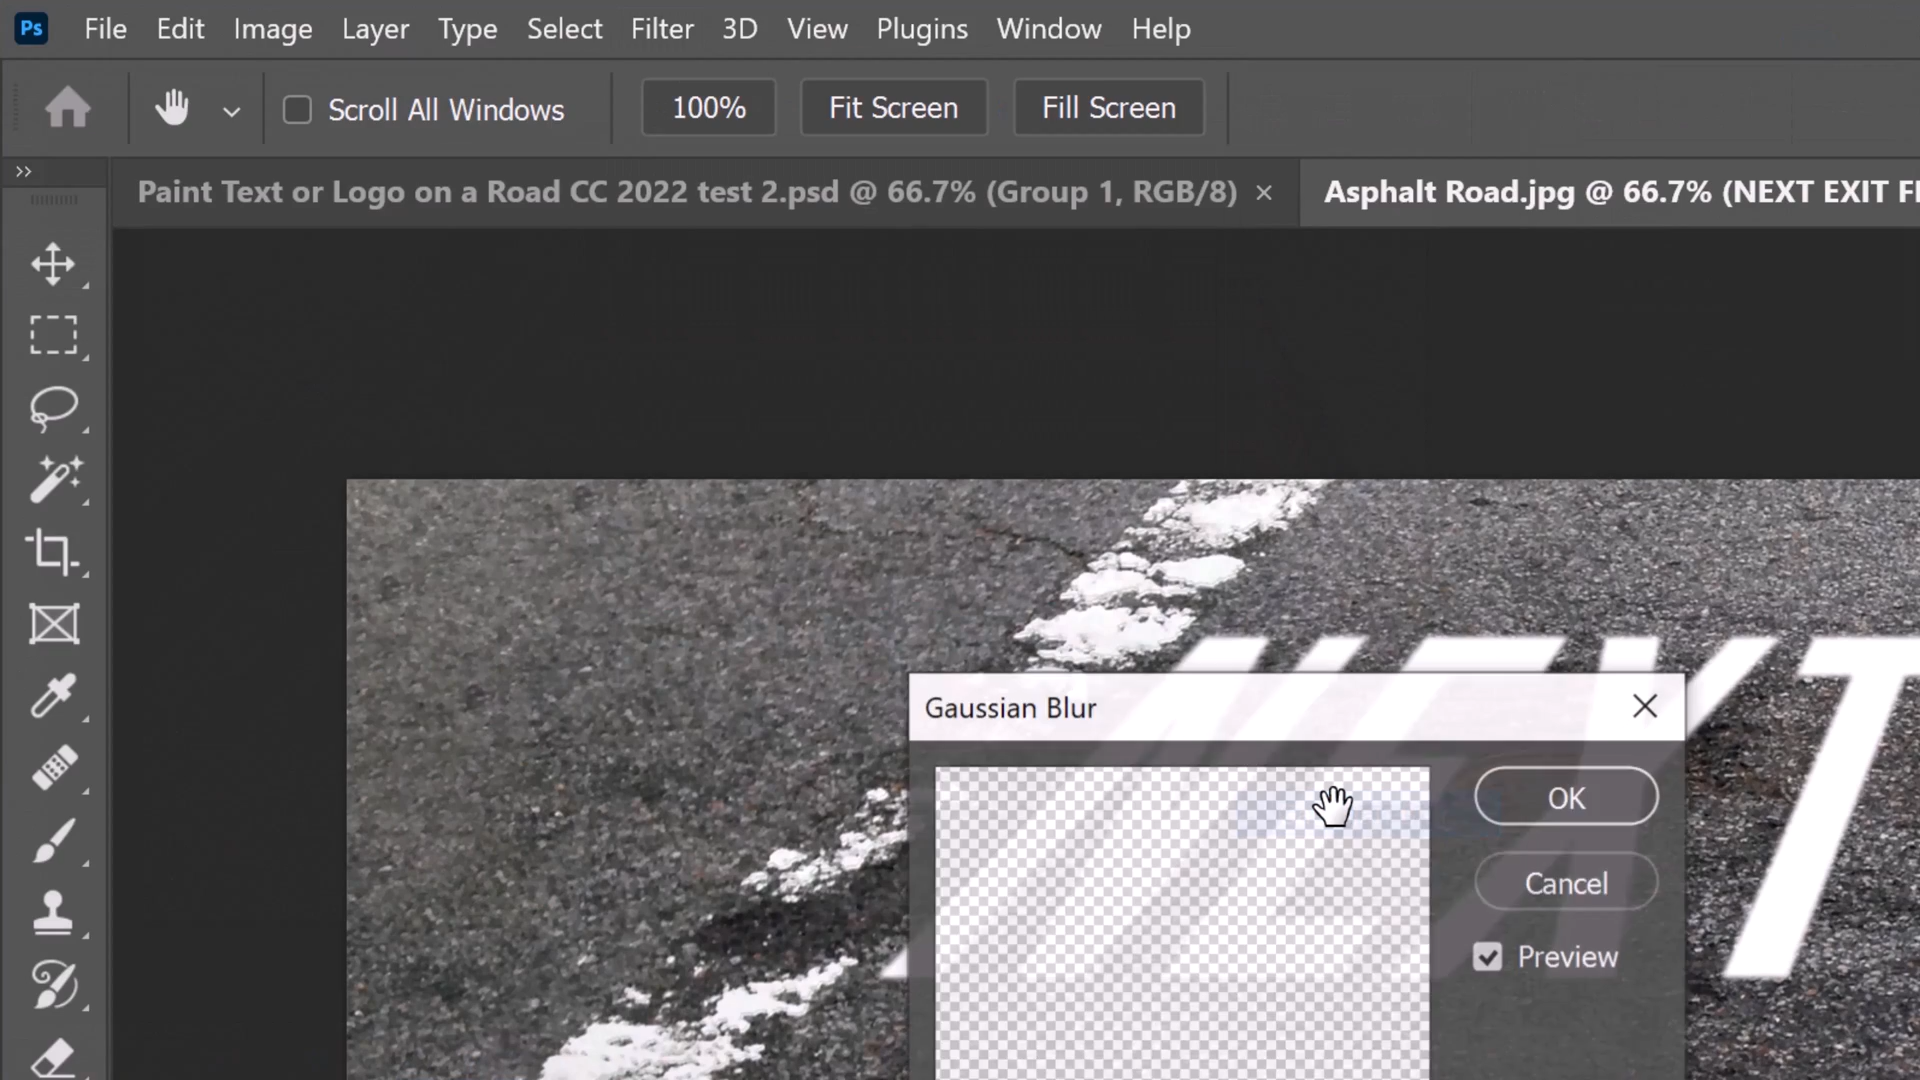 Ps File Edit Image Layer Type Select Filter 3D View Plugins Window Help
Scroll All Windows 100% Fit Screen Fill Screen
Paint Text or Logo on a Road CC 2022 test 2.psd @ 66.7% (Group 1, RGB/8) × Asphalt Road.jpg @ 66.7% (NEXT EXIT
NEXT
Gaussian Blur
OK
Cancel
Preview